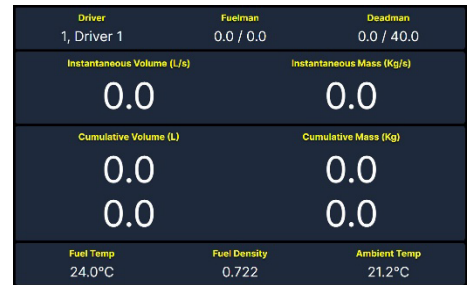 Driver Fuelman Deadman
1, Driver 1 0.0 / 0.0 0.0 / 40.0
Instantaneous Volume (L/s) Instantaneous Mass (Kg/s)
0.0 0.0
Cumulative Volume (L) Cumulative Mass (Kg)
0.0 0.0
0.0 0.0
Fuel Temp Fuel Density Ambient Temp
24.0°C 0.722 21.2°C